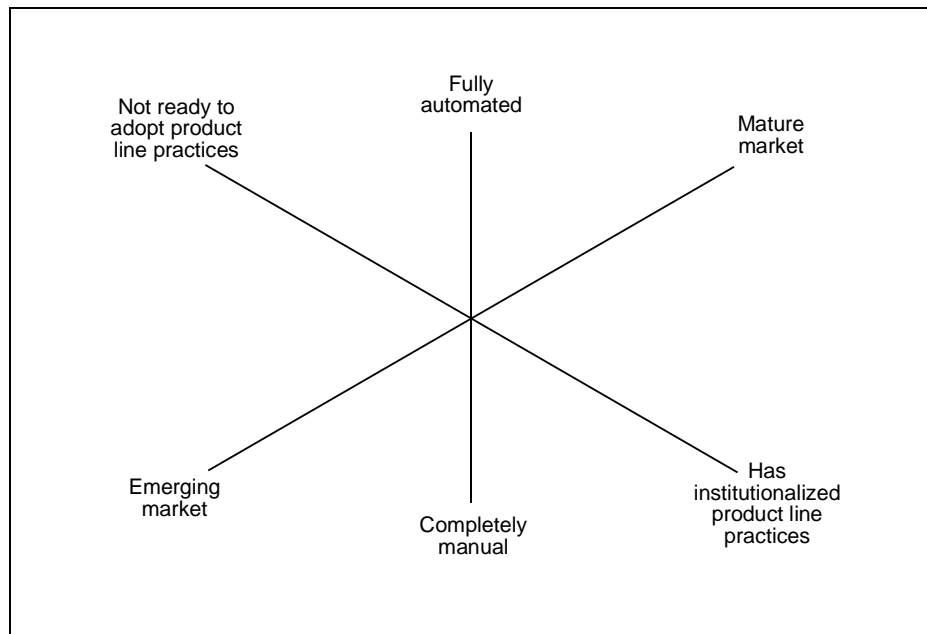 Fully
automated
Not ready to
adopt product
line practices
Mature
market
Emerging
market
Completely
manual
Has
institutionalized
product line
practices